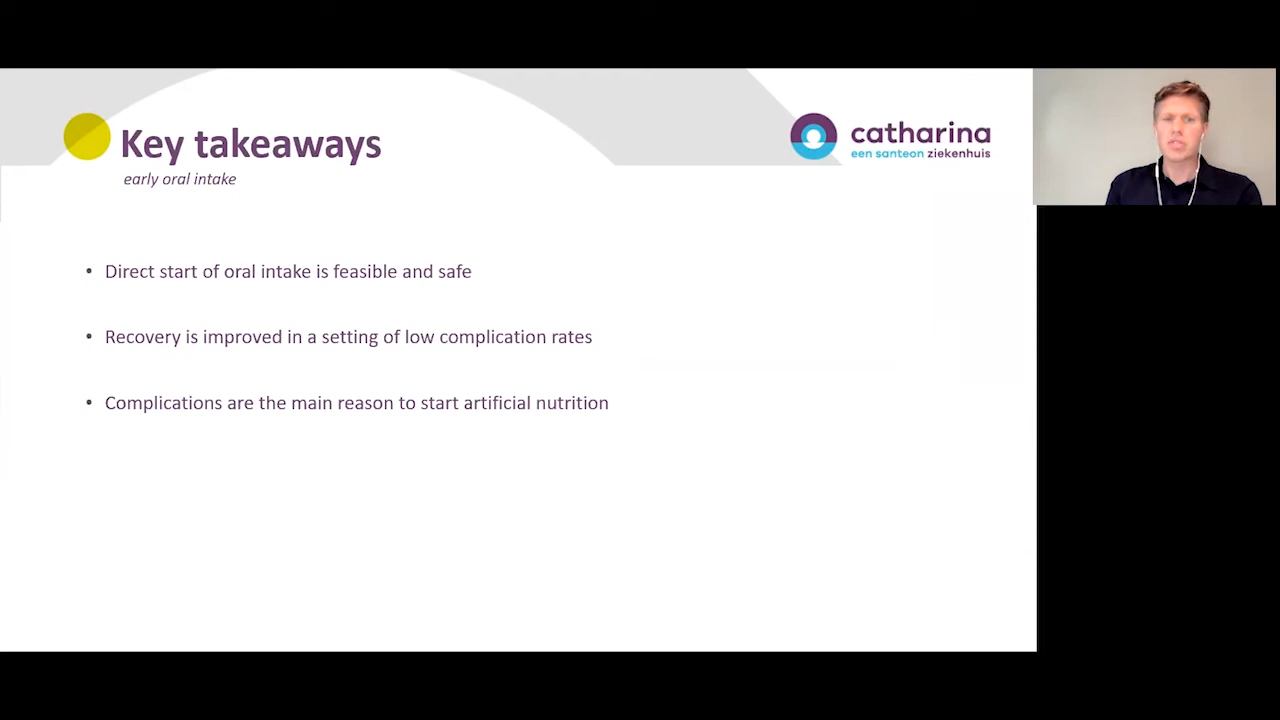 Key takeaways
early oral intake
catharina
een santeon ziekenhuis
• Direct start of oral intake is feasible and safe
• Recovery is improved in a setting of low complication rates
• Complications are the main reason to start artificial nutrition